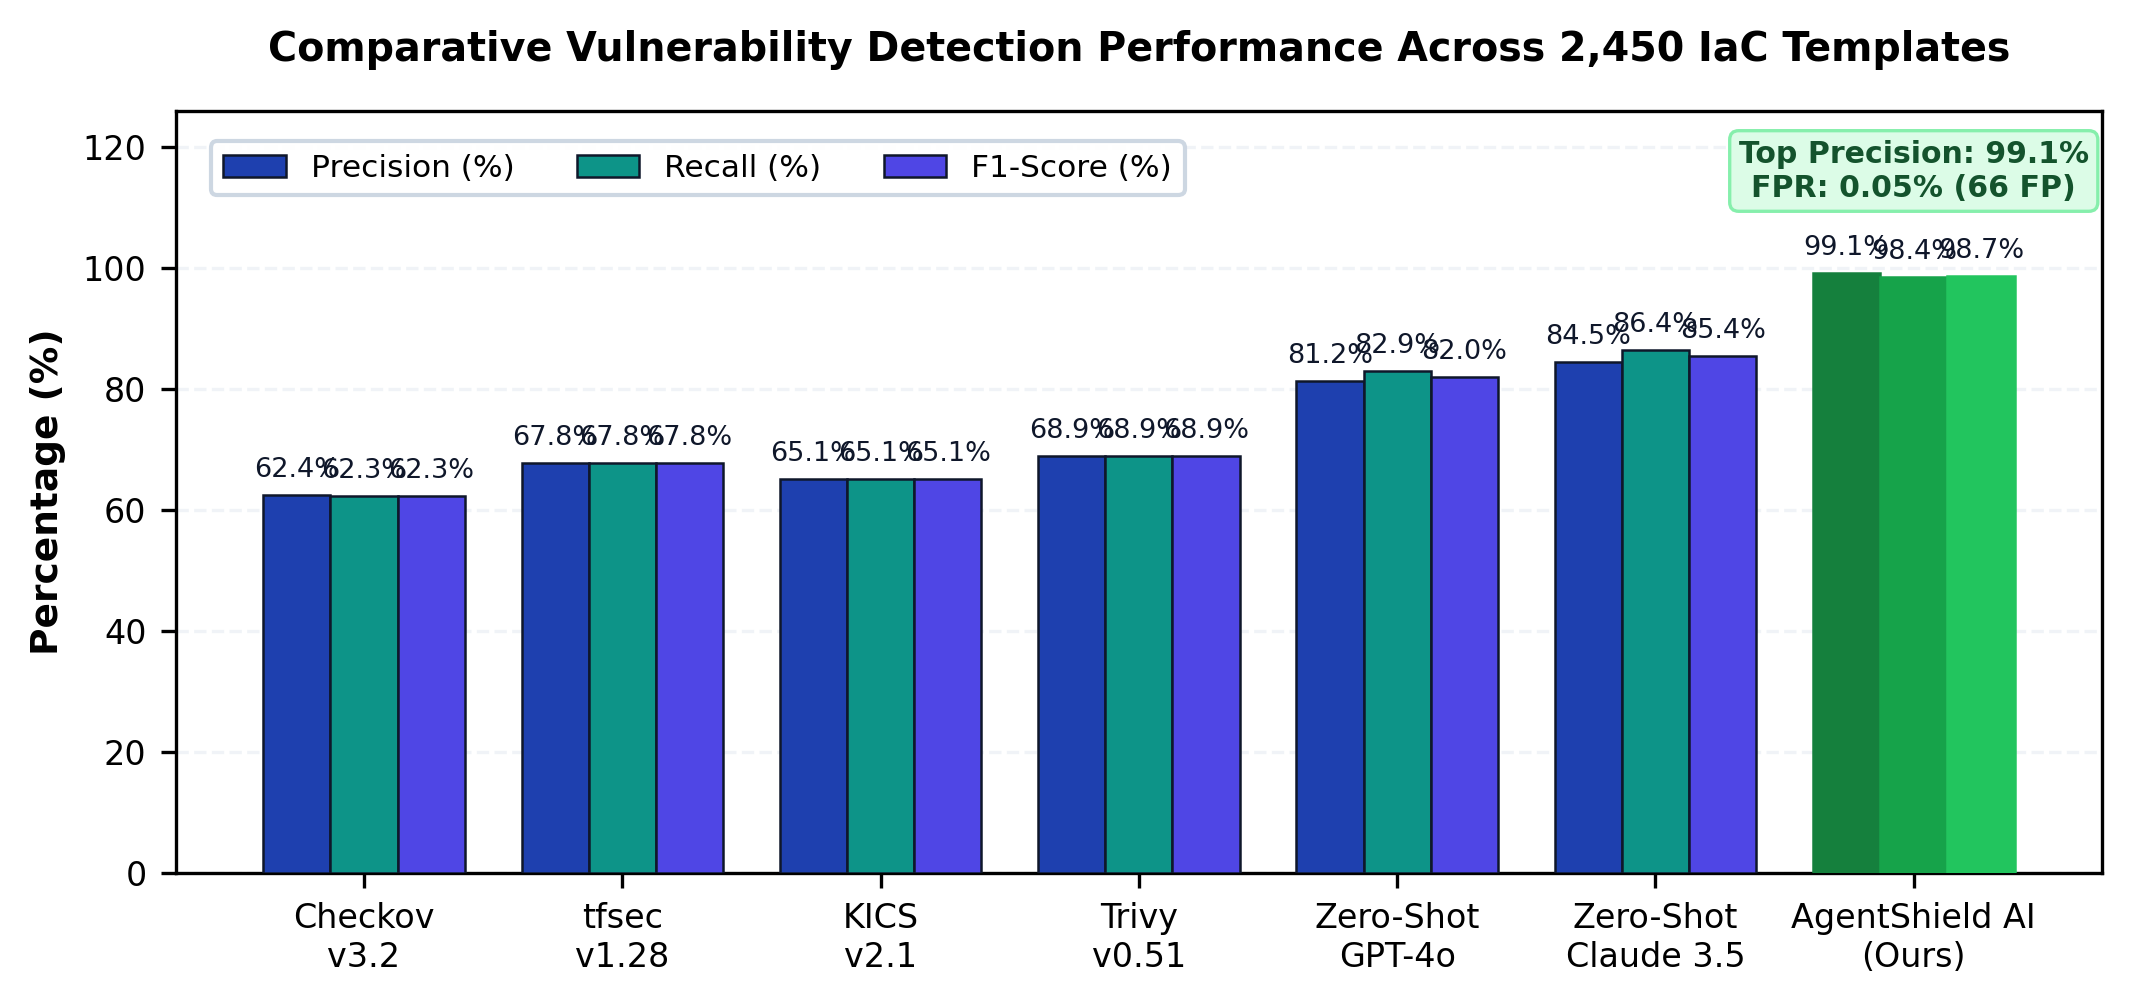 Comparative Vulnerability Detection Performance Across 2,450 IaC Templates
Percentage (%)
120
100
80
60
40
20
0
Precision (%) Recall (%) F1-Score (%)
Top Precision: 99.1%
FPR: 0.05% (66 FP)
62.4% 62.3% 62.3%
67.8% 67.8% 67.8%
65.1% 65.1% 65.1%
68.9% 68.9% 68.9%
81.2% 82.9% 82.0%
84.5% 86.4% 85.4%
99.1% 98.4% 98.7%
Checkov
v3.2
tfsec
v1.28
KICS
v2.1
Trivy
v0.51
Zero-Shot
GPT-4o
Zero-Shot
Claude 3.5
AgentShield AI
(Ours)